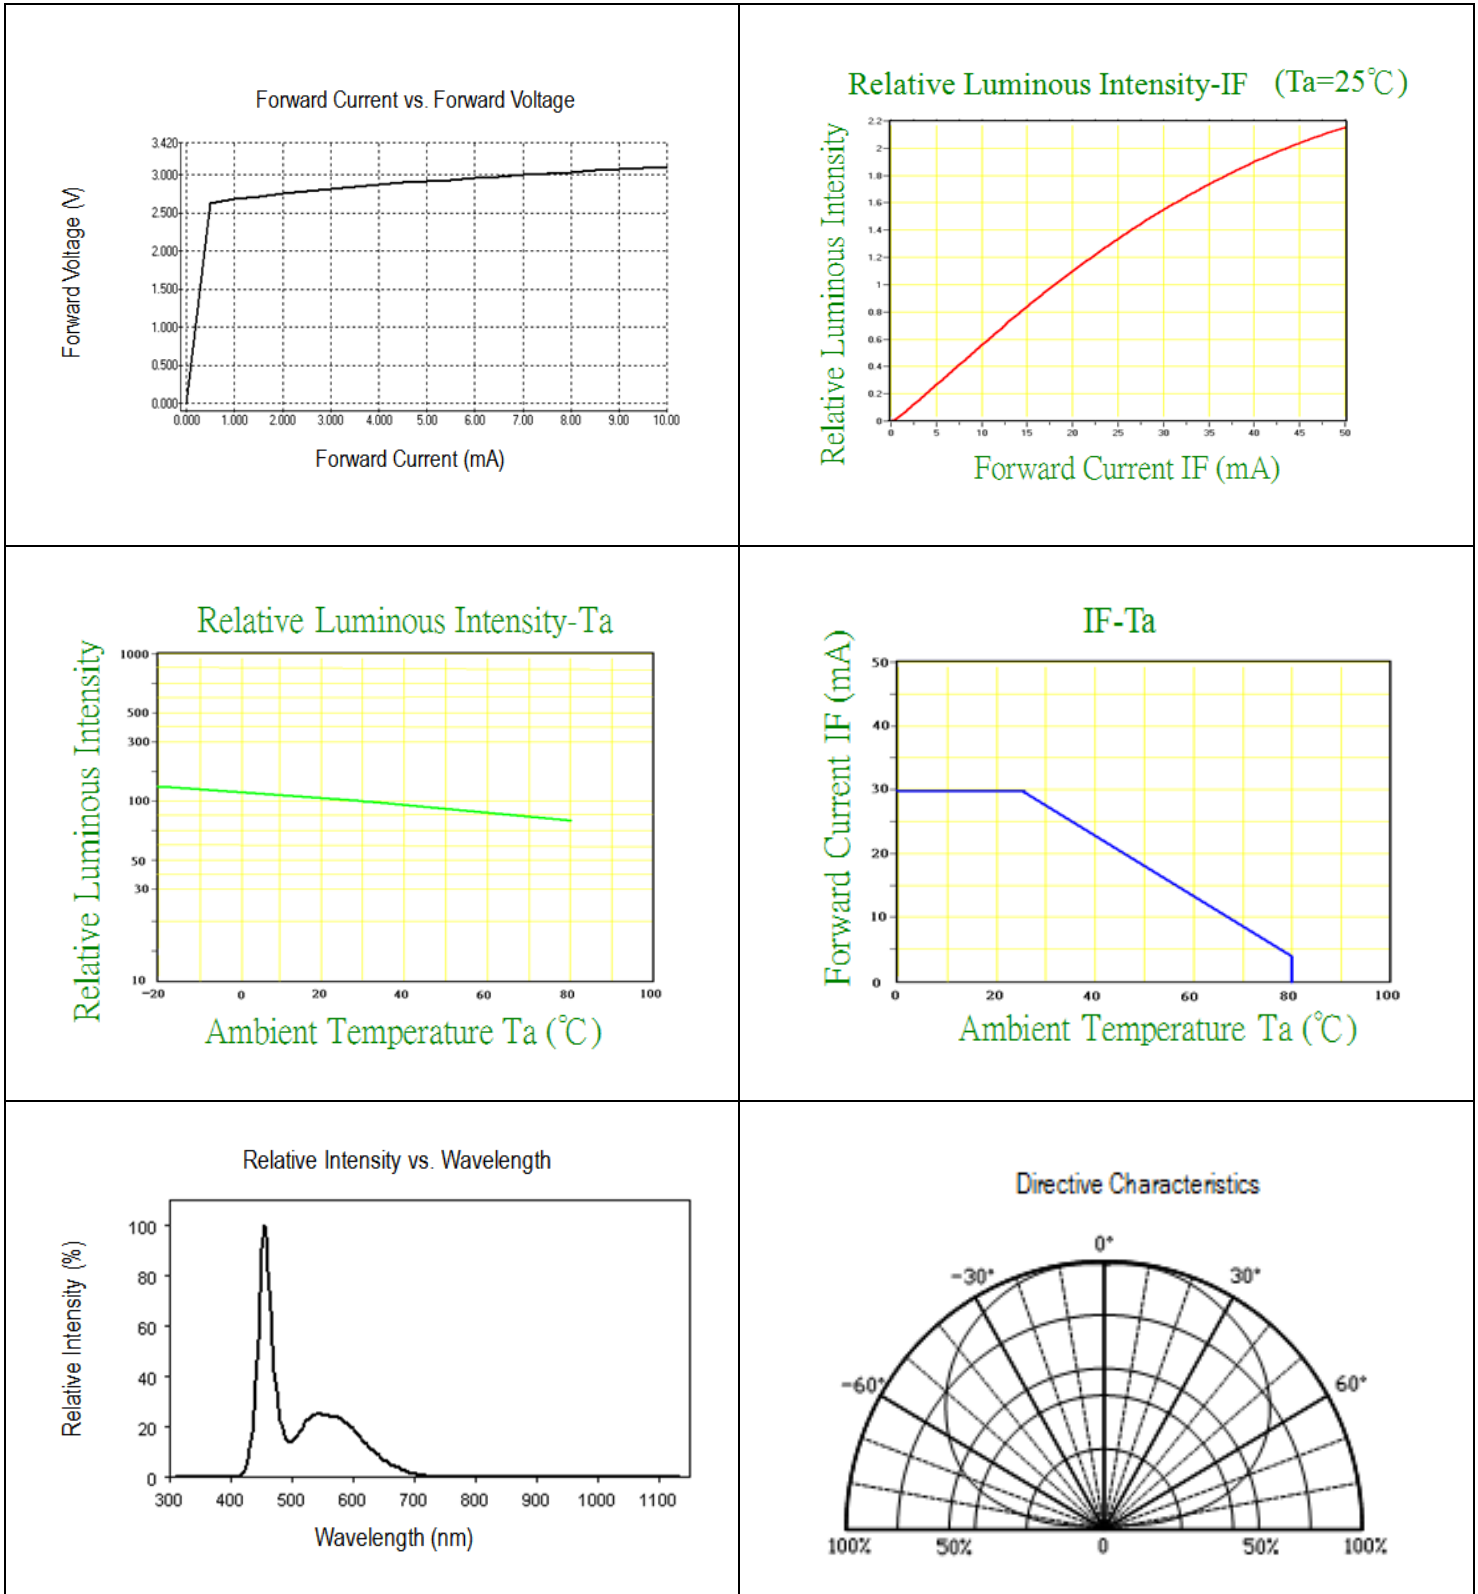 Forward Current vs. Forward Voltage
Forward Voltage (V)
3.420
3.000
2.500
2.000
1.500
1.000
0.500
0.000
0.000 1.000 2.000 3.000 4.000 5.00 6.00 7.00 8.00 9.00 10.00
Forward Current (mA)
Relative Luminous Intensity-IF (Ta=25℃)
Relative Luminous Intensity
2.2
2
1.8
1.6
1.4
1.2
1
0.8
0.6
0.4
0.2
0
0 5 10 15 20 25 30 35 40 45 50
Forward Current IF (mA)
Relative Luminous Intensity-Ta
Relative Luminous Intensity
1000
500
300
100
50
30
10
-20 0 20 40 60 80 100
Ambient Temperature Ta (℃)
IF-Ta
Forward Current IF (mA)
50
40
30
20
10
0
0 20 40 60 80 100
Ambient Temperature Ta (℃)
Relative Intensity vs. Wavelength
Relative Intensity (%)
100
80
60
40
20
0
300 400 500 600 700 800 900 1000 1100
Wavelength (nm)
Directive Characteristics
0°
-30° 30°
-60° 60°
100% 50% 0 50% 100%